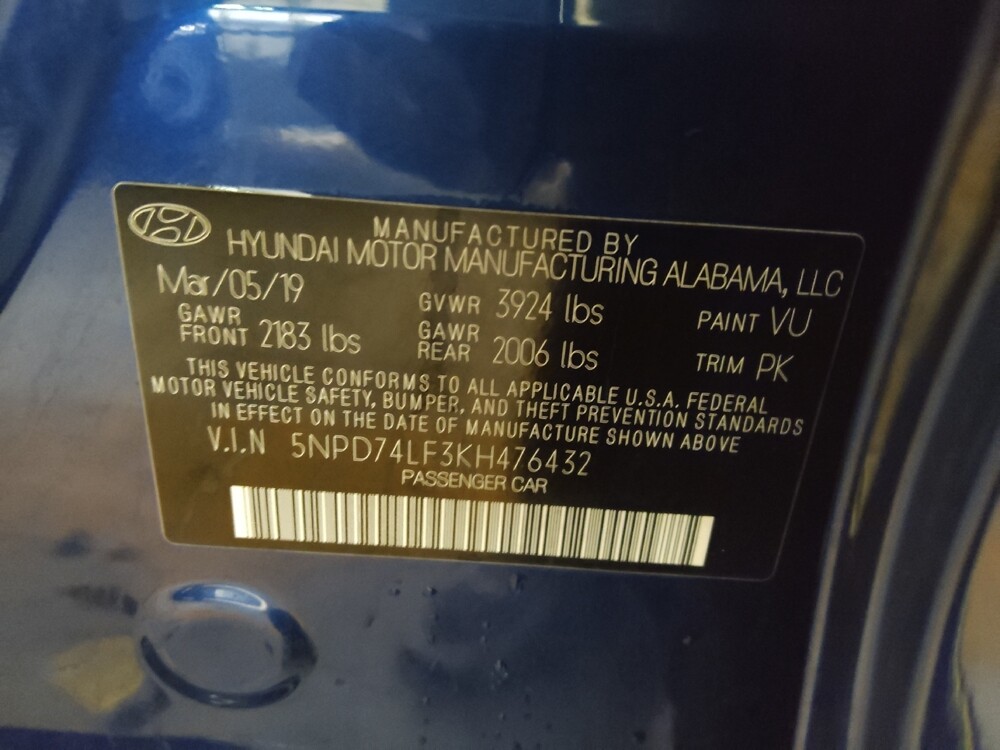 MANUFACTURED BY
HYUNDAI MOTOR MANUFACTURING ALABAMA, LLC
Mar/05/19 GVWR 3924 lbs PAINT VU
GAWR FRONT 2183 lbs GAWR REAR 2006 lbs TRIM PK
THIS VEHICLE CONFORMS TO ALL APPLICABLE U.S.A. FEDERAL
MOTOR VEHICLE SAFETY, BUMPER, AND THEFT PREVENTION STANDARDS
IN EFFECT ON THE DATE OF MANUFACTURE SHOWN ABOVE
V.I.N 5NPD74LF3KH476432
PASSENGER CAR